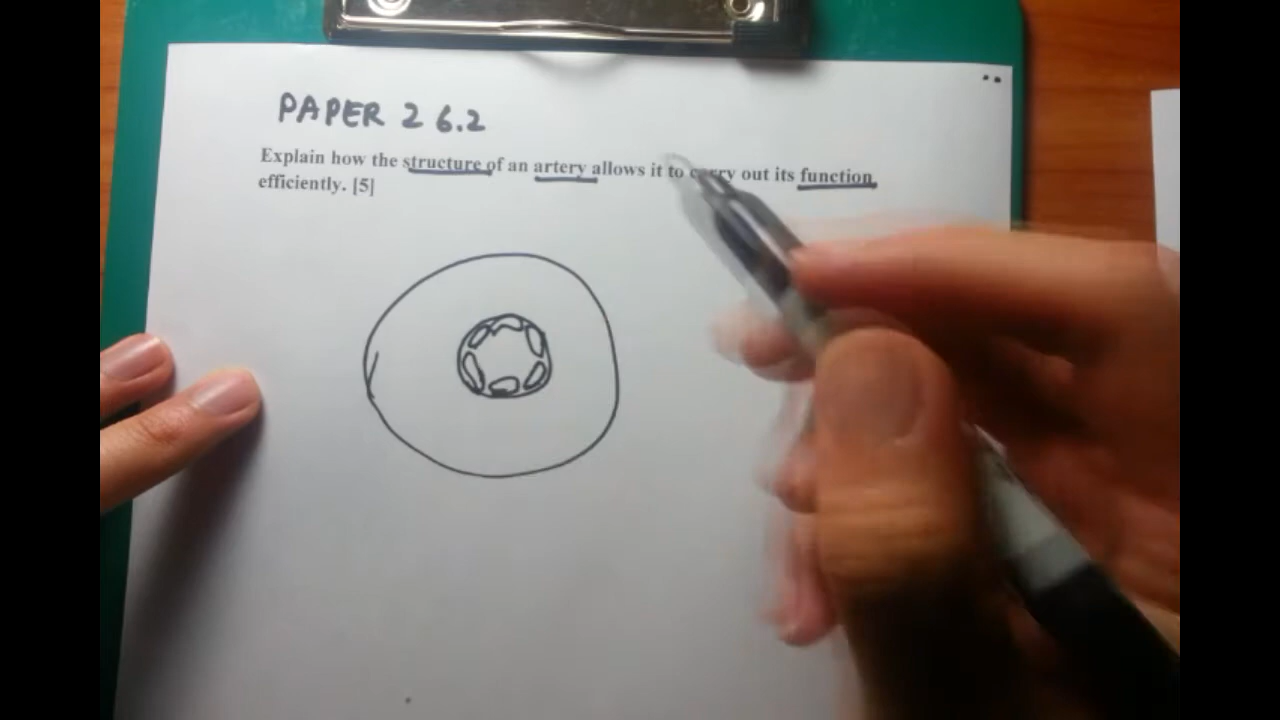 PAPER 2 6.2
Explain how the structure of an artery allows it to carry out its function
efficiently. [5]